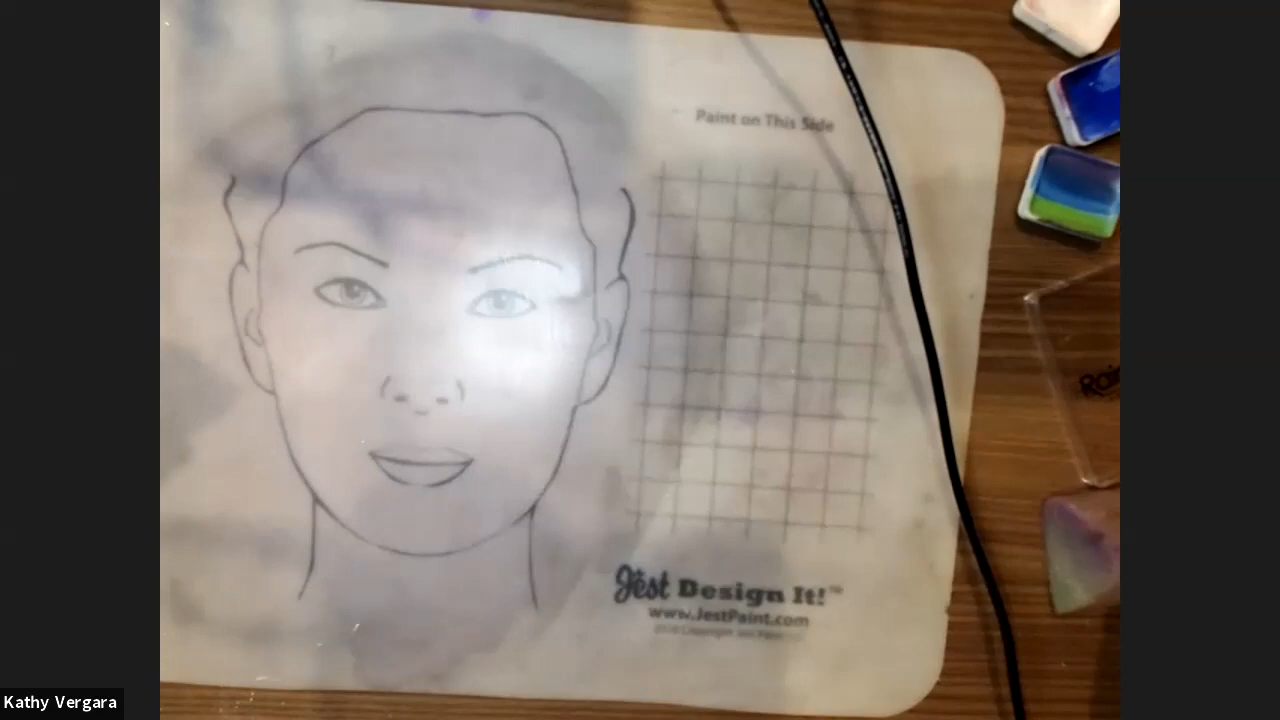 Paint on This Side
Jest Design It!™
www.JestPaint.com
Kathy Vergara